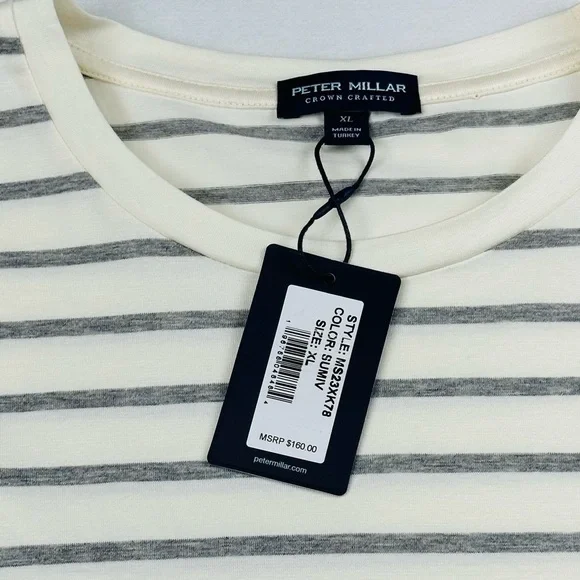 PETER MILLAR
CROWN CRAFTED
XL
MADE IN
TURKEY
STYLE: MS23XK78
COLOR: SUMIV
SIZE: XL
MSRP $160.00
petermillar.com